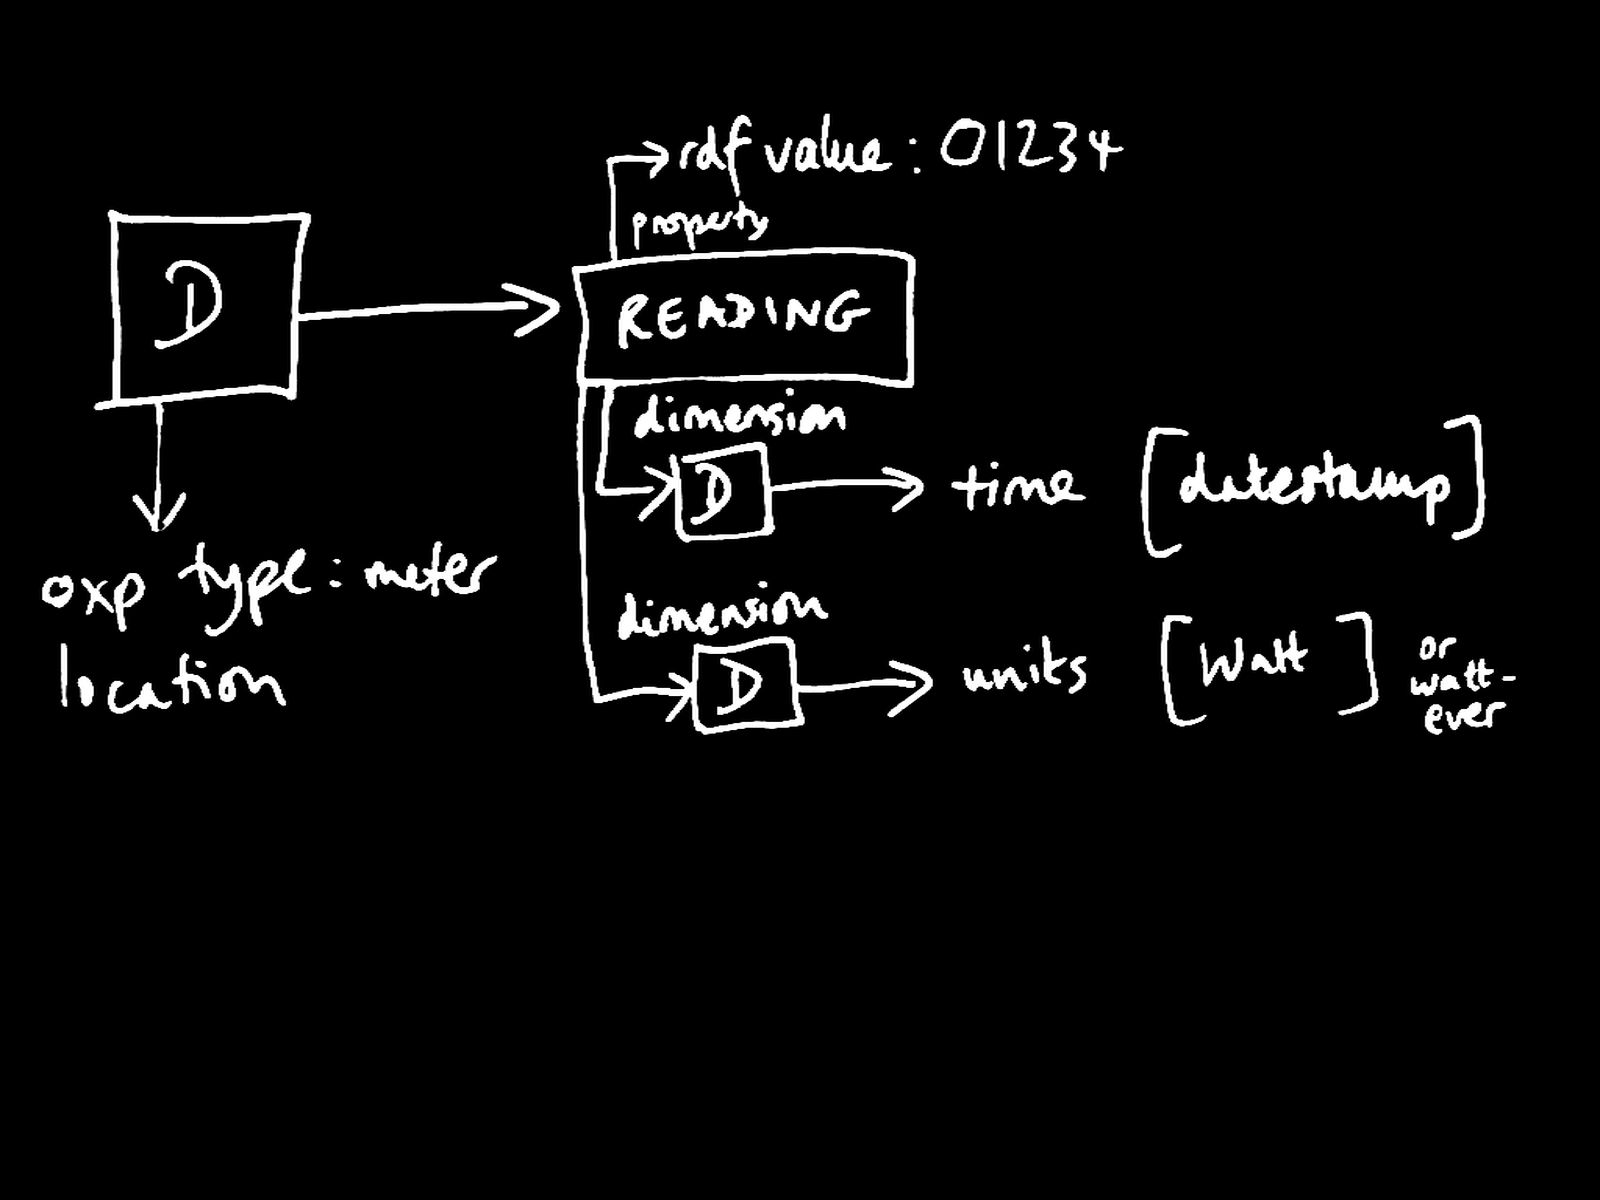 rdf value: 01234
property
D
READING
dimension
D
time [datestamp]
oxp type: meter
location
dimension
D
units [Watt] or
watt-
ever